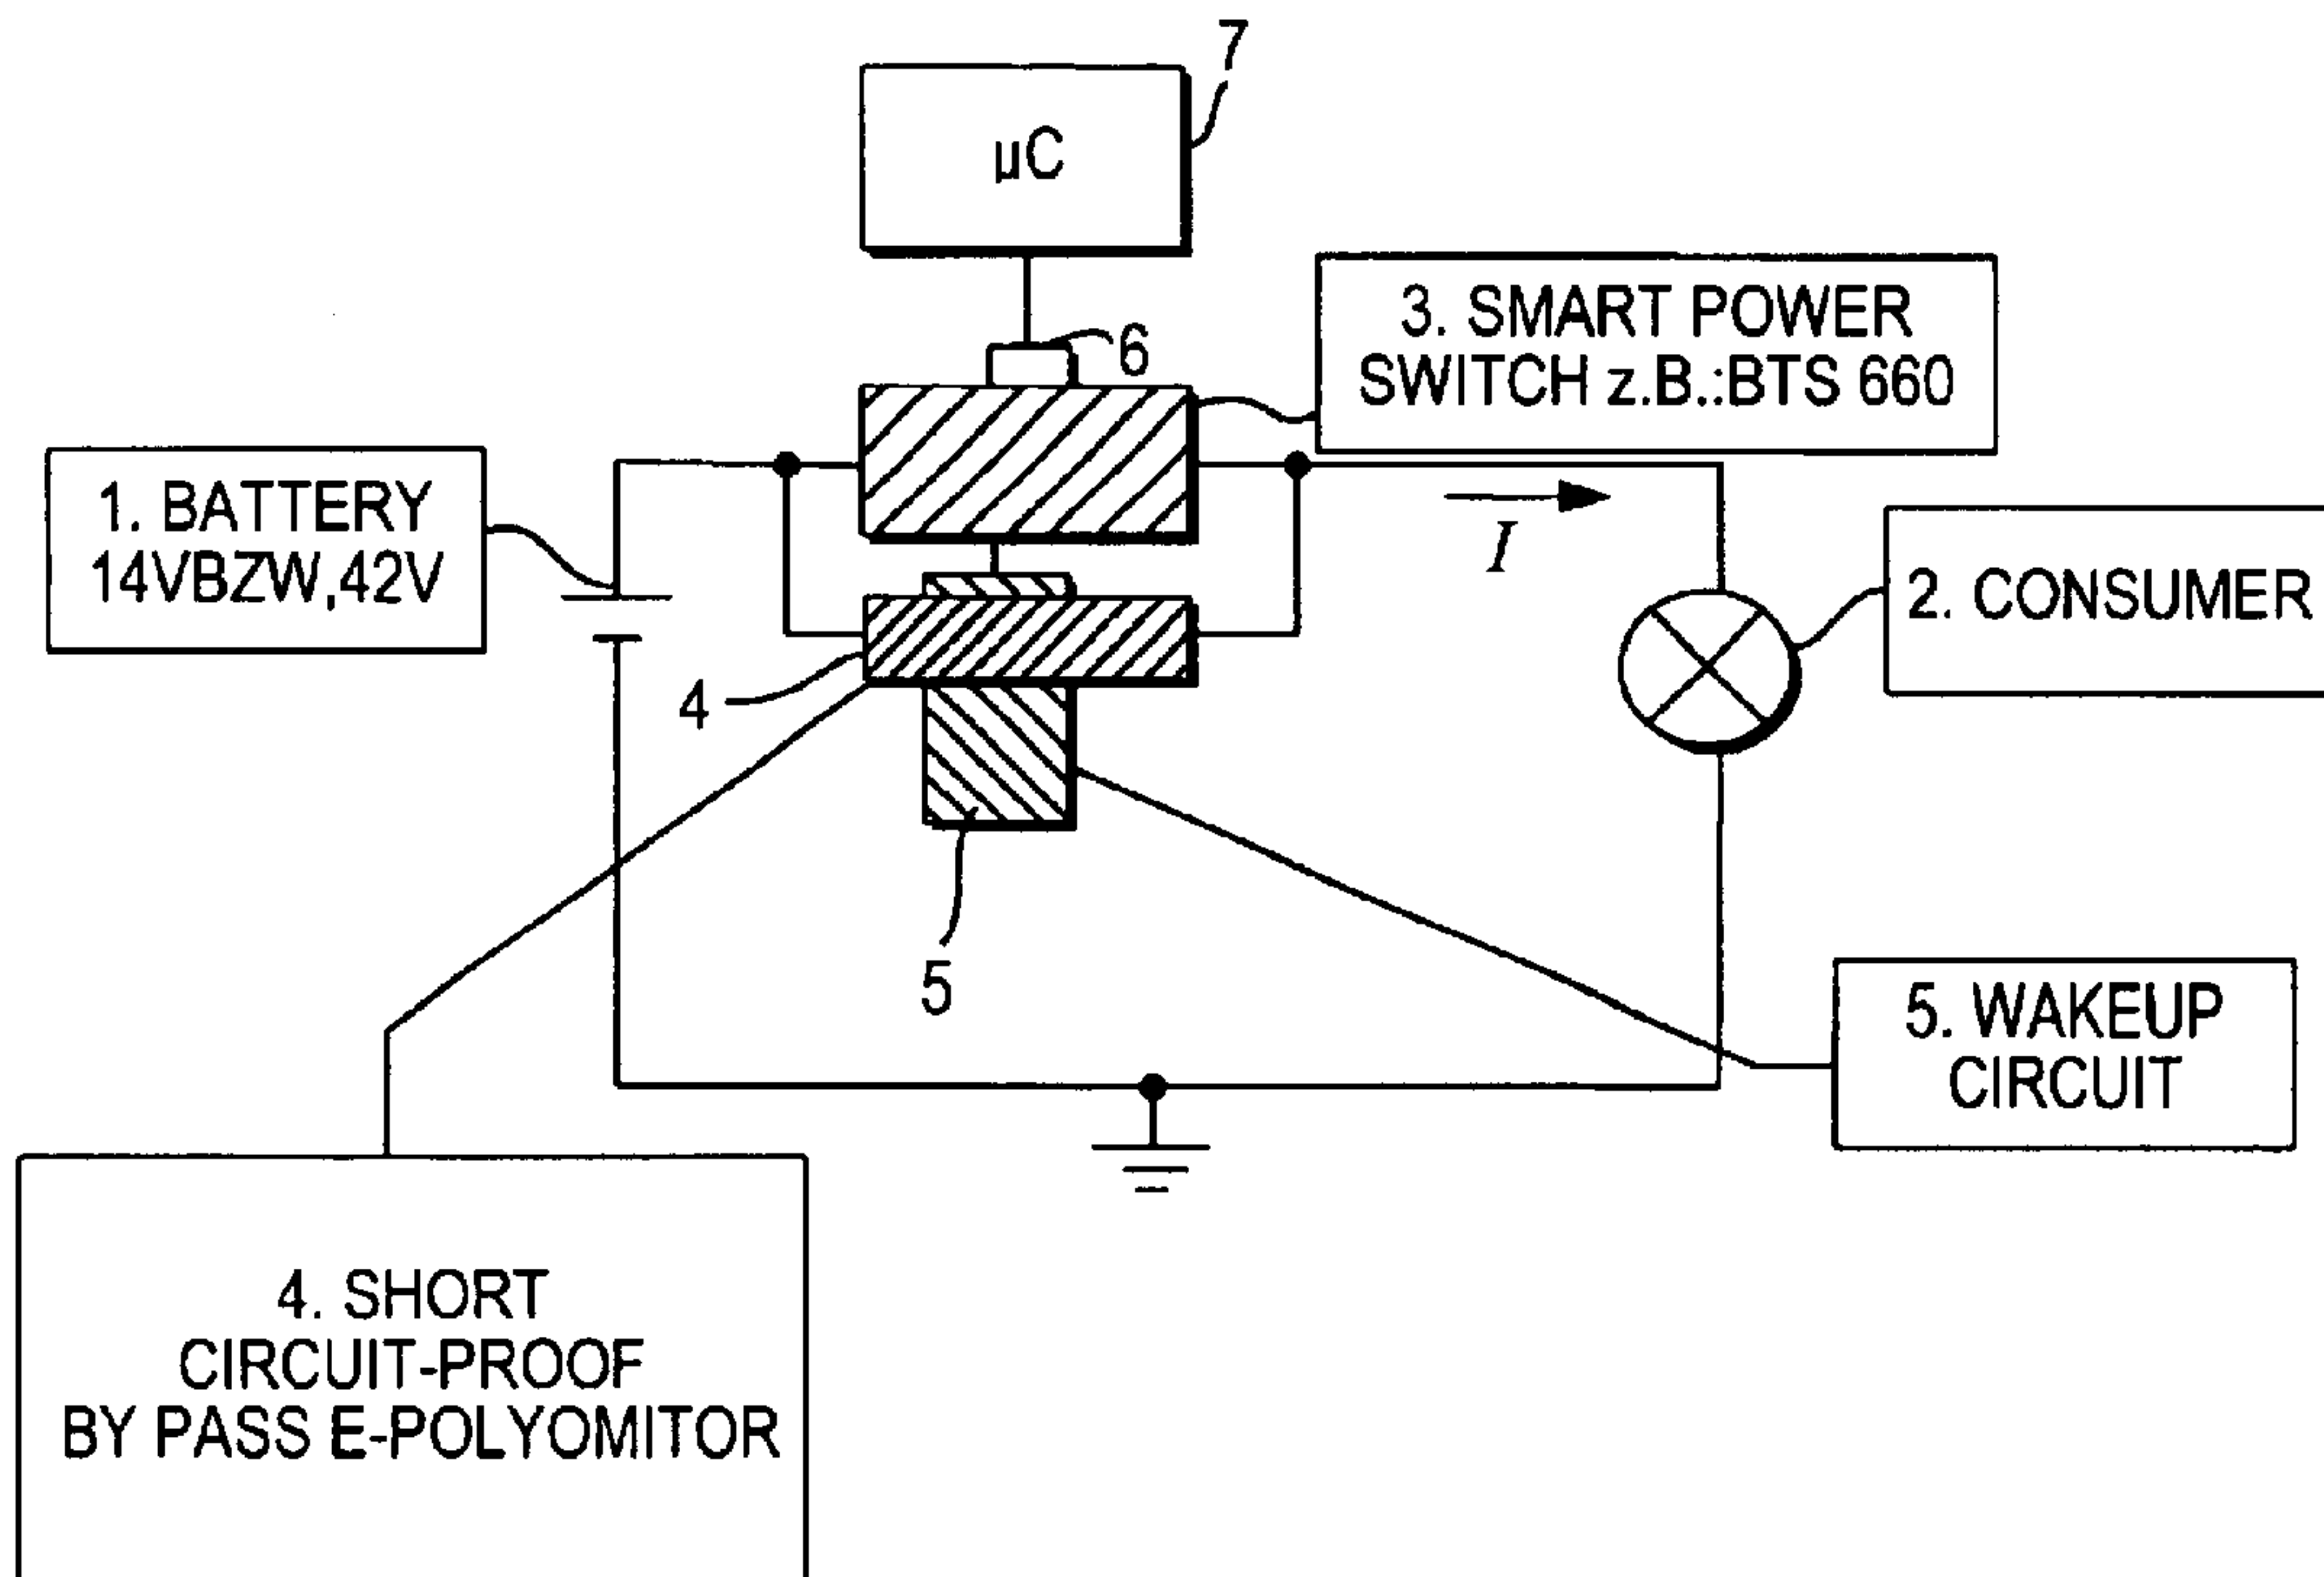 7
µC
6
3. SMART POWER
SWITCH z.B.:BTS 660
1. BATTERY
14VBZW,42V
I
2. CONSUMER
4
5
5. WAKEUP
CIRCUIT
4. SHORT
CIRCUIT-PROOF
BY PASS E-POLYOMITOR